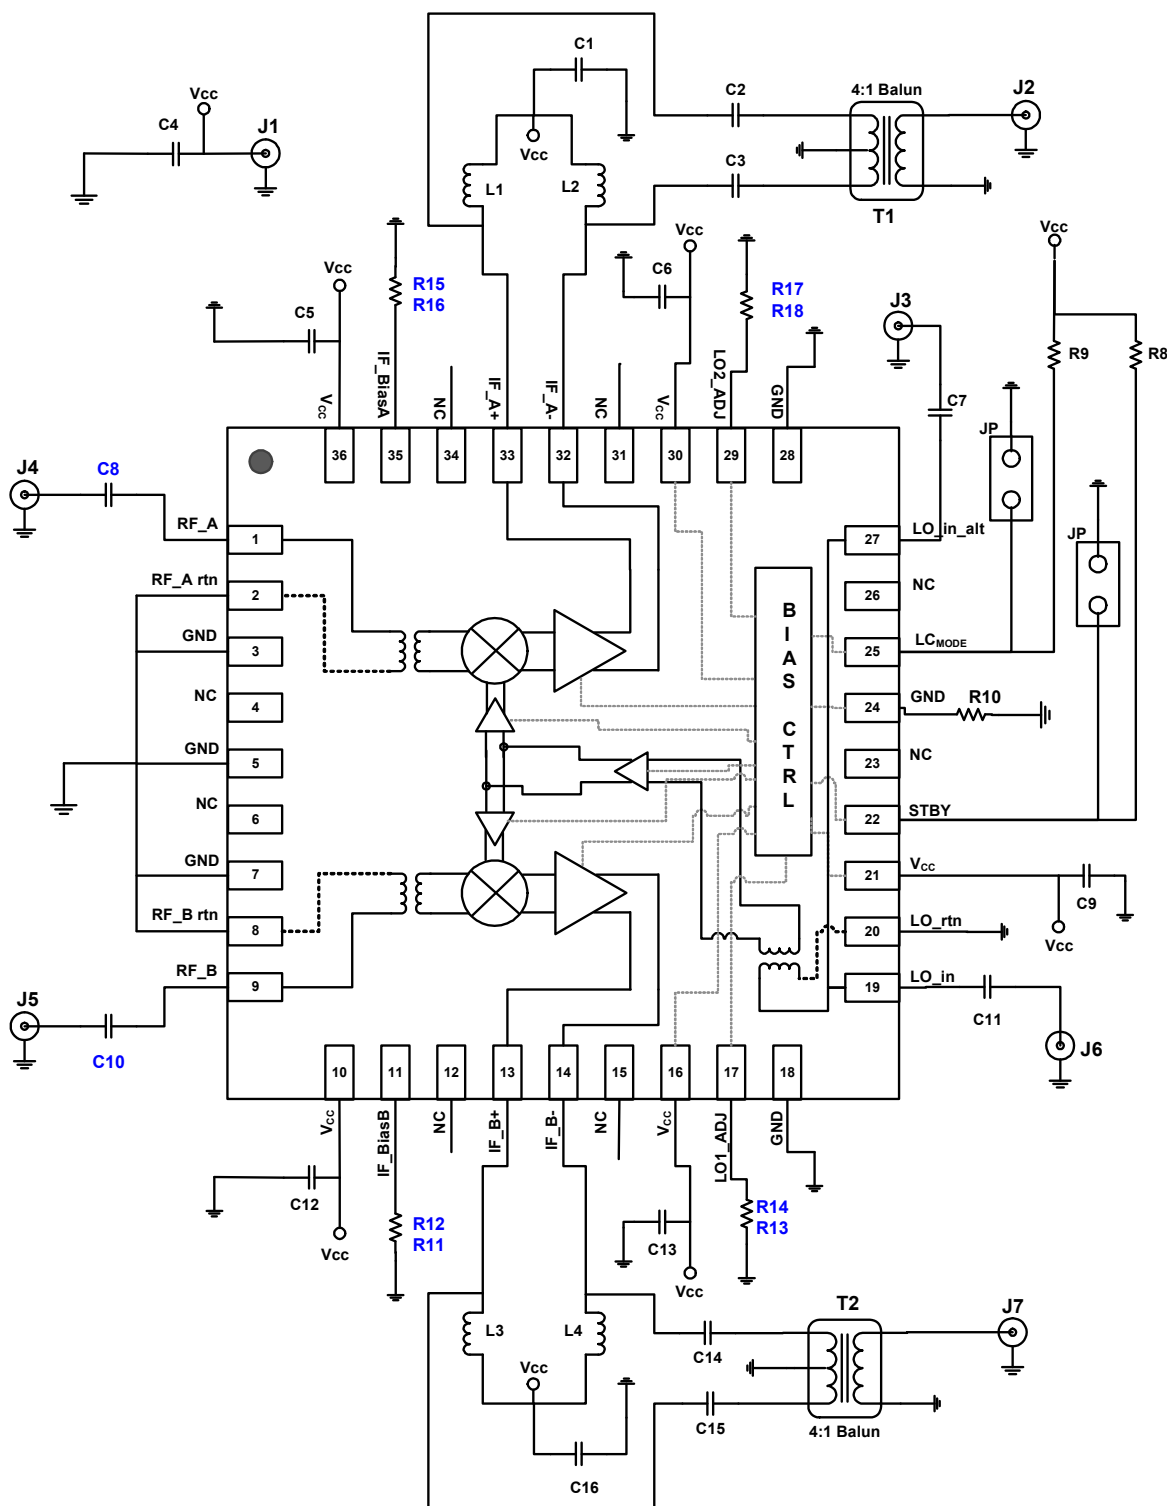 C1
Vcc
C4
J1
C2
4:1 Balun
J2
Vcc
L1
L2
C3
T1
Vcc
C5
R15
R16
Vcc
C6
R17
R18
J3
Vcc
R9
R8
C7
JP
JP
VCC
IF_BiasA
NC
IF_A+
IF_A-
NC
VCC
LO2_ADJ
GND
36
35
34
33
32
31
30
29
28
J4
C8
RF_A
1
RF_A rtn
2
GND
3
NC
4
GND
5
NC
6
GND
7
RF_B rtn
8
RF_B
9
J5
C10
BIAS CTRL
27
LO_in_alt
26
NC
25
LCMODE
24
GND
R10
23
NC
22
STBY
21
VCC
C9
Vcc
20
LO_rtn
19
LO_in
C11
J6
10
11
12
13
14
15
16
17
18
VCC
IF_BiasB
NC
IF_B+
IF_B-
NC
VCC
LO1_ADJ
GND
C12
Vcc
R12
R11
C13
Vcc
R14
R13
L3
L4
Vcc
C14
C15
C16
T2
J7
4:1 Balun